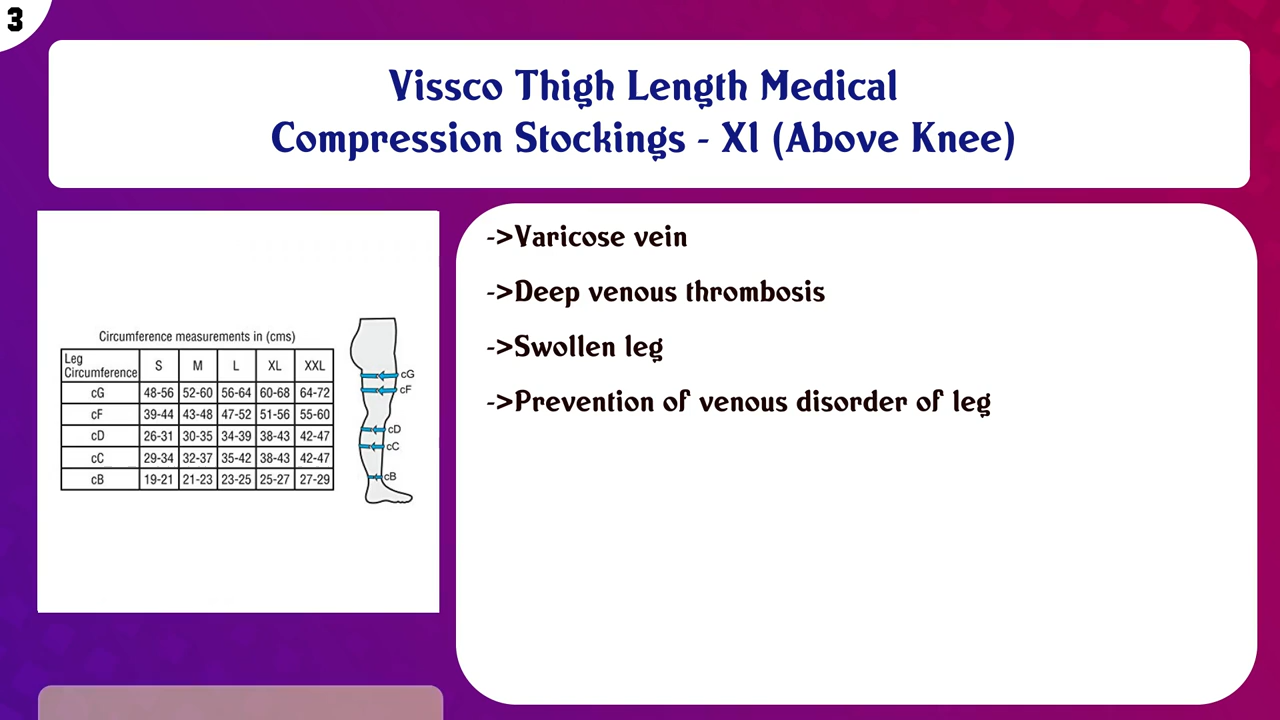 3
Vissco Thigh Length Medical
Compression Stockings - Xl (Above Knee)
Circumference measurements in (cms)
Leg Circumference S M L XL XXL
cG 48-56 52-60 56-64 60-68 64-72
cF 39-44 43-48 47-52 51-56 55-60
cD 26-31 30-35 34-39 38-43 42-47
cC 29-34 32-37 35-42 38-43 42-47
cB 19-21 21-23 23-25 25-27 27-29
cG
cF
cD
cC
cB
->Varicose vein
->Deep venous thrombosis
->Swollen leg
->Prevention of venous disorder of leg